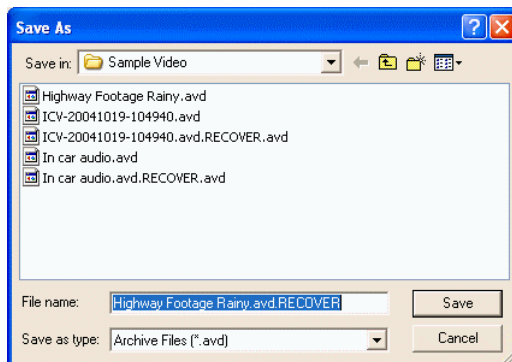 Save As
Save in: Sample Video
Highway Footage Rainy.avd
ICV-20041019-104940.avd
ICV-20041019-104940.avd.RECOVER.avd
In car audio.avd
In car audio.avd.RECOVER.avd
File name: Highway Footage Rainy.avd.RECOVER Save
Save as type: Archive Files (*.avd) Cancel